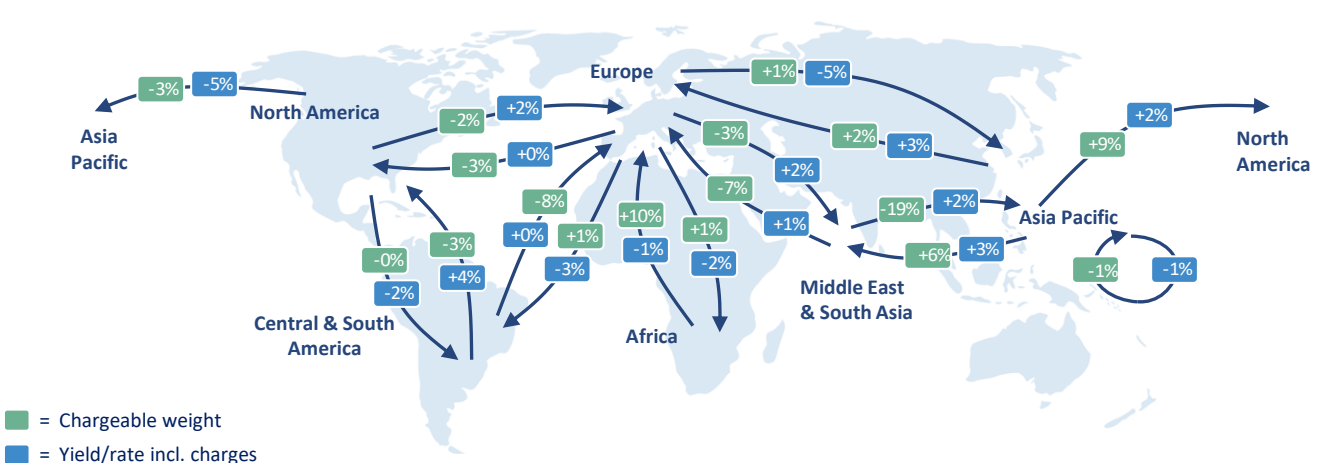 Europe
+1%
-5%
-3%
-5%
North America
Asia
Pacific
-2%
+2%
+2%
+9%
North
America
-3%
+2%
+3%
-3%
+0%
+2%
-7%
-8%
+10%
+1%
-19%
+2%
Asia Pacific
+1%
+0%
+1%
-1%
-3%
+6%
+3%
-0%
+4%
-3%
-2%
-1%
-1%
-2%
Middle East
& South Asia
Central & South
America
Africa
= Chargeable weight
= Yield/rate incl. charges